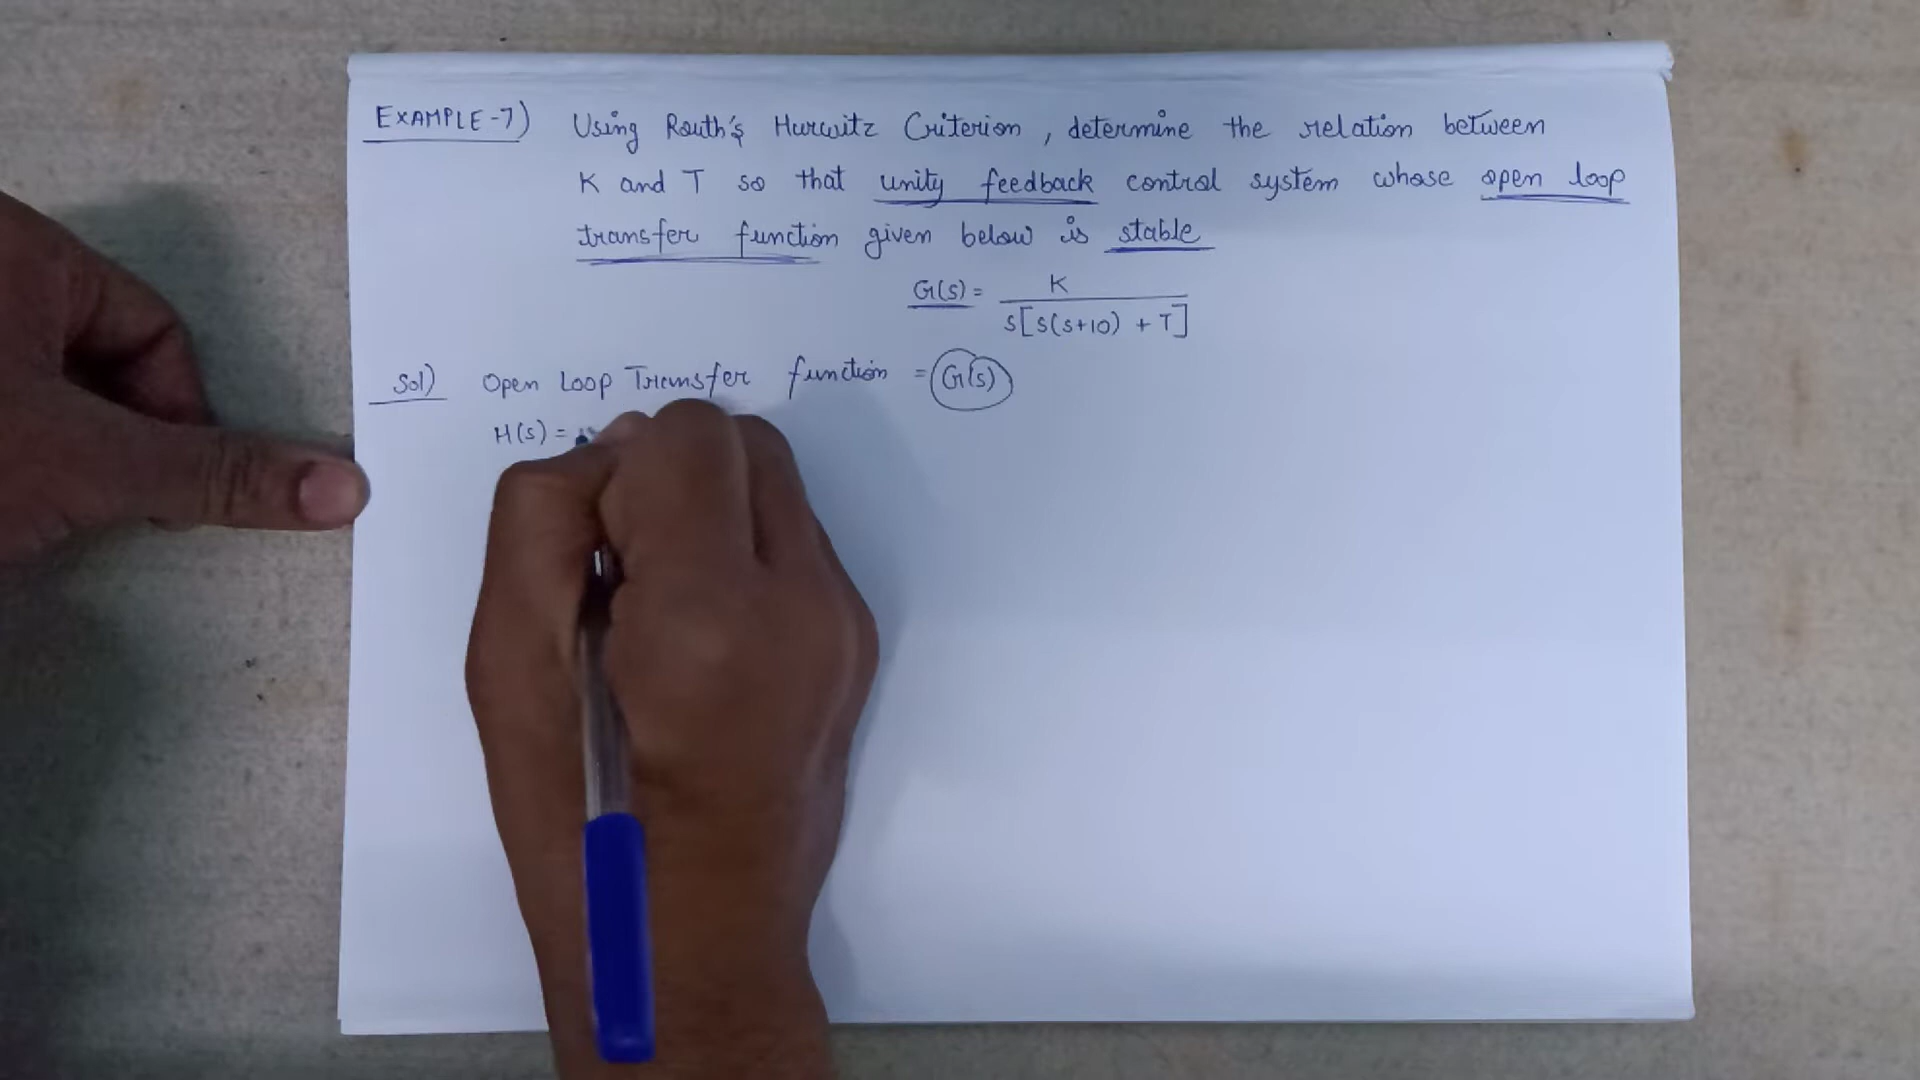 EXAMPLE-7) Using Routh's Hurwitz Criterion, determine the relation between
K and T so that unity feedback control system whose open loop
transfer function given below is stable
G(s) = K / s[s(s+10) + T]
Sol) Open Loop Transfer function = G(s)
H(s) =